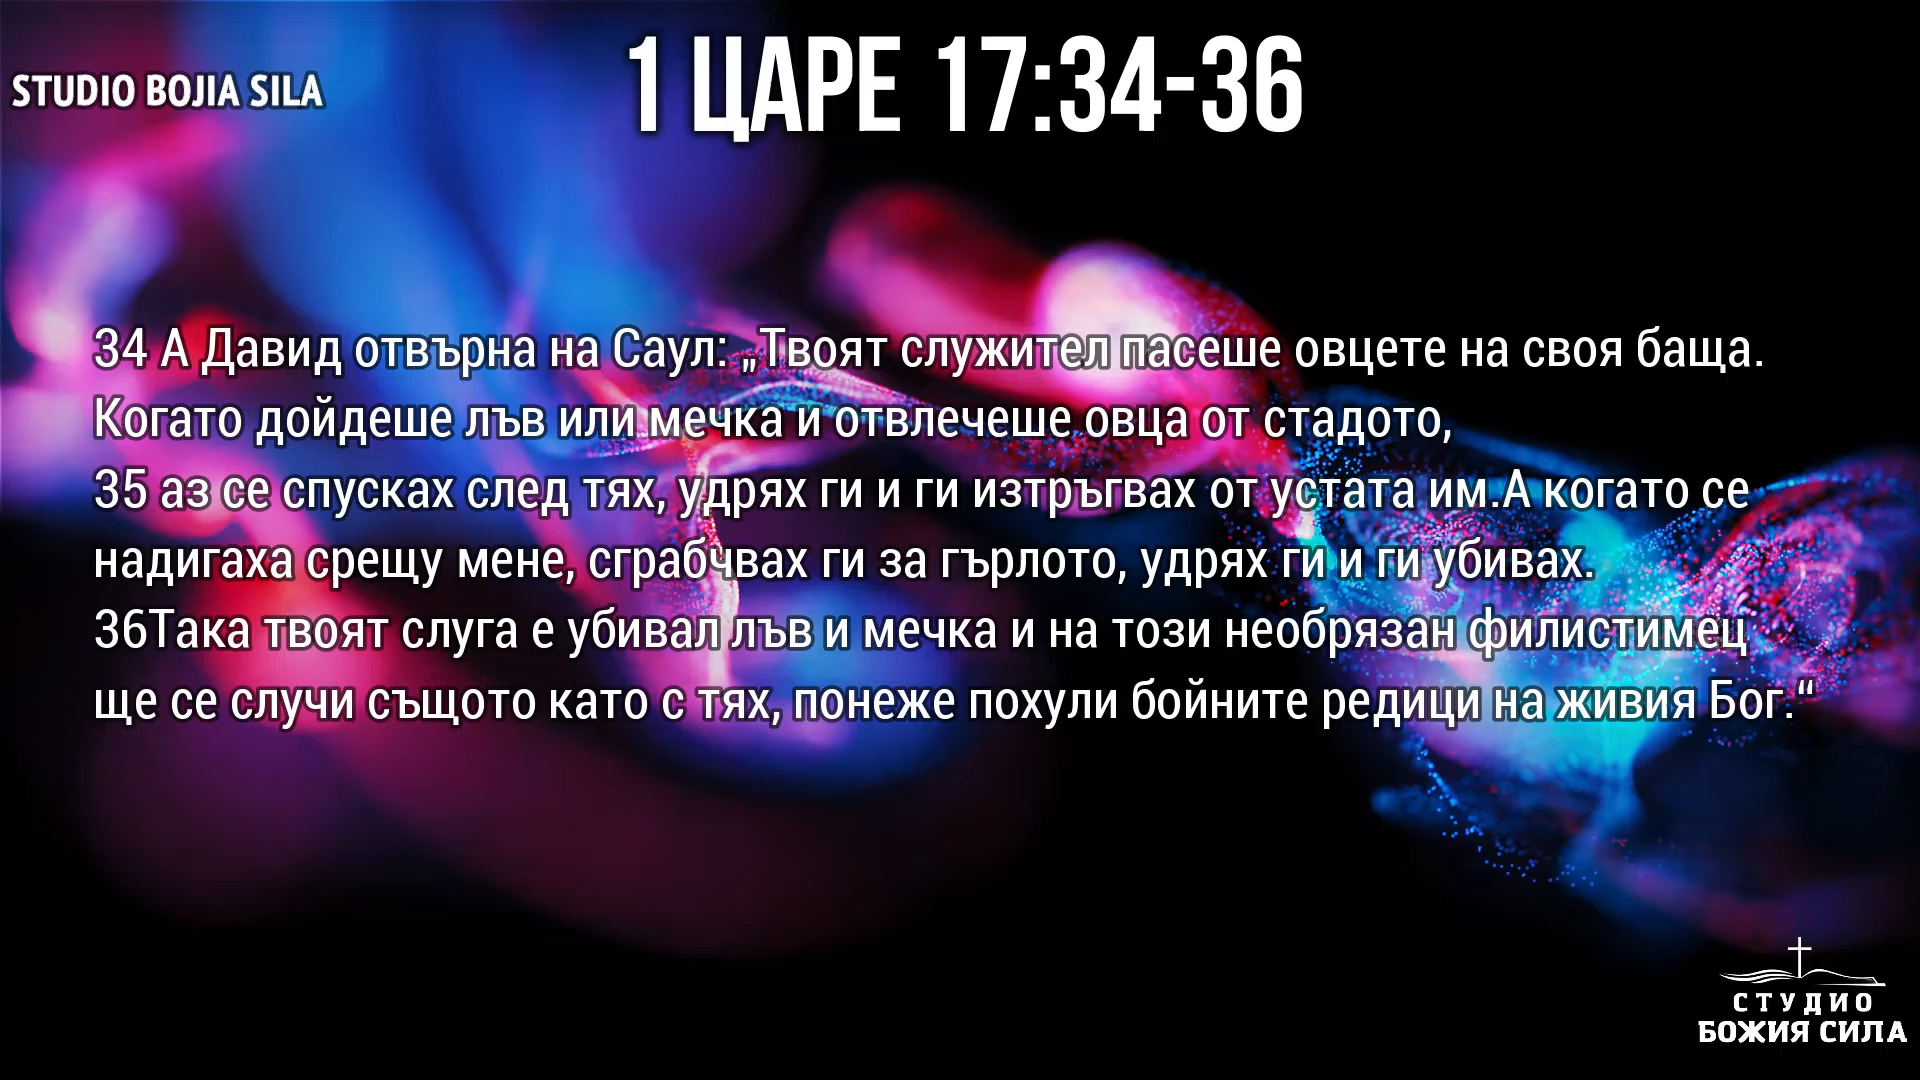 1 ЦАРЕ 17:34-36
STUDIO BOJIA SILA
34 А Давид отвърна на Саул: „Твоят служител пасеше овцете на своя баща.
Когато дойдеше лъв или мечка и отвлечеше овца от стадото,
35 аз се спусках след тях, удрях ги и ги изтръгвах от устата им.А когато се
надигаха срещу мене, сграбчвах ги за гърлото, удрях ги и ги убивах.
36Така твоят слуга е убивал лъв и мечка и на този необрязан филистимец
ще се случи същото като с тях, понеже похули бойните редици на живия Бог.“
СТУДИО
БОЖИЯ СИЛА